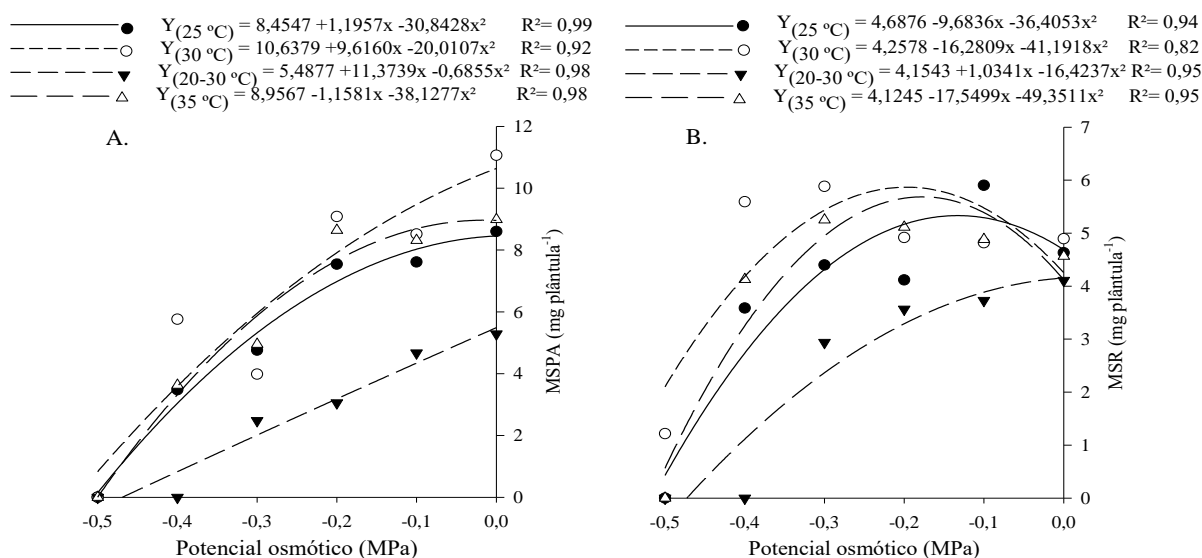 Y(25 ºC) = 8,4547 +1,1957x -30,8428x² R²= 0,99
Y(30 ºC) = 10,6379 +9,6160x -20,0107x² R²= 0,92
Y(20-30 ºC) = 5,4877 +11,3739x -0,6855x² R²= 0,98
Y(35 ºC) = 8,9567 -1,1581x -38,1277x² R²= 0,98
A.
12
10
8
6
4
2
0
MSPA (mg plântula-1)
-0,5 -0,4 -0,3 -0,2 -0,1 0,0
Potencial osmótico (MPa)
Y(25 ºC) = 4,6876 -9,6836x -36,4053x² R²= 0,94
Y(30 ºC) = 4,2578 -16,2809x -41,1918x² R²= 0,82
Y(20-30 ºC) = 4,1543 +1,0341x -16,4237x² R²= 0,95
Y(35 ºC) = 4,1245 -17,5499x -49,3511x² R²= 0,95
B.
7
6
5
4
3
2
1
0
MSR (mg plântula-1)
-0,5 -0,4 -0,3 -0,2 -0,1 0,0
Potencial osmótico (MPa)